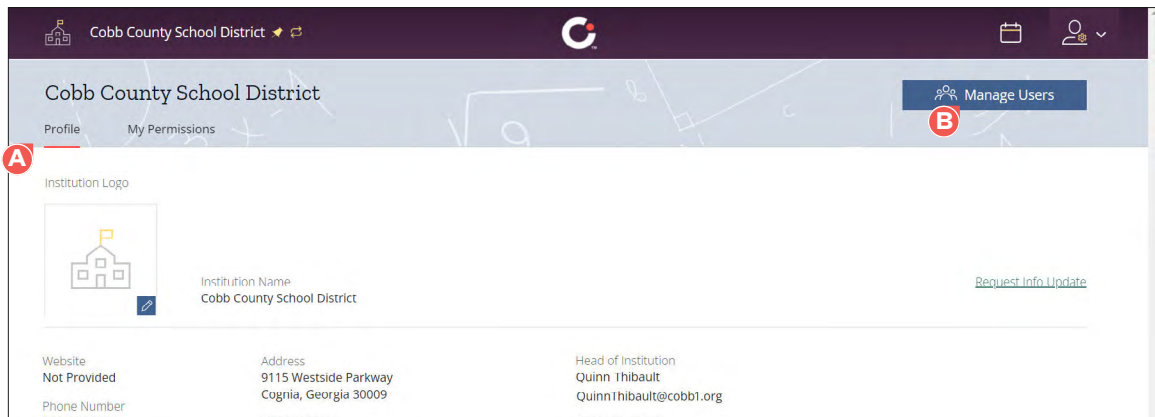 Cobb County School District
Cobb County School District
Manage Users
Profile My Permissions
B
A
Institution Logo
Institution Name
Cobb County School District
Request Info Update
Website
Not Provided
Phone Number
Address
9115 Westside Parkway
Cognia, Georgia 30009
Head of Institution
Quinn Thibault
QuinnThibault@cobb1.org